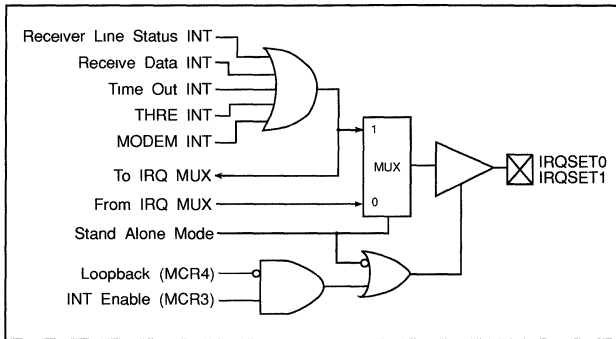 Receiver Line Status INT
Receive Data INT
Time Out INT
THRE INT
MODEM INT
To IRQ MUX
From IRQ MUX
Stand Alone Mode
Loopback (MCR4)
INT Enable (MCR3)
1
MUX
0
IRQSET0
IRQSET1